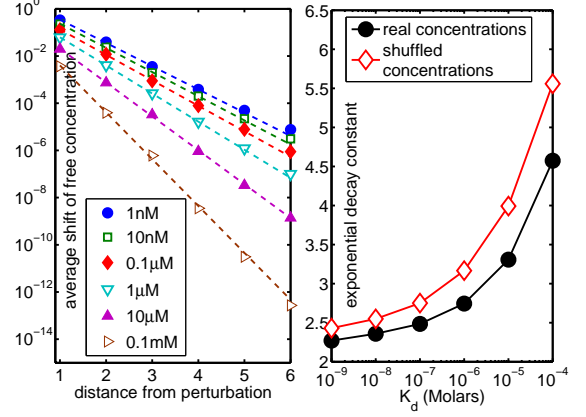 average shift of free concentration
10^0
10^-2
10^-4
10^-6
10^-8
10^-10
10^-12
10^-14
1nM
10nM
0.1μM
1μM
10μM
0.1mM
1 2 3 4 5 6
distance from perturbation
exponential decay constant
6.5
6
5.5
5
4.5
4
3.5
3
2.5
2
real concentrations
shuffled
concentrations
10^-9 10^-8 10^-7 10^-6 10^-5 10^-4
K_d (Molars)